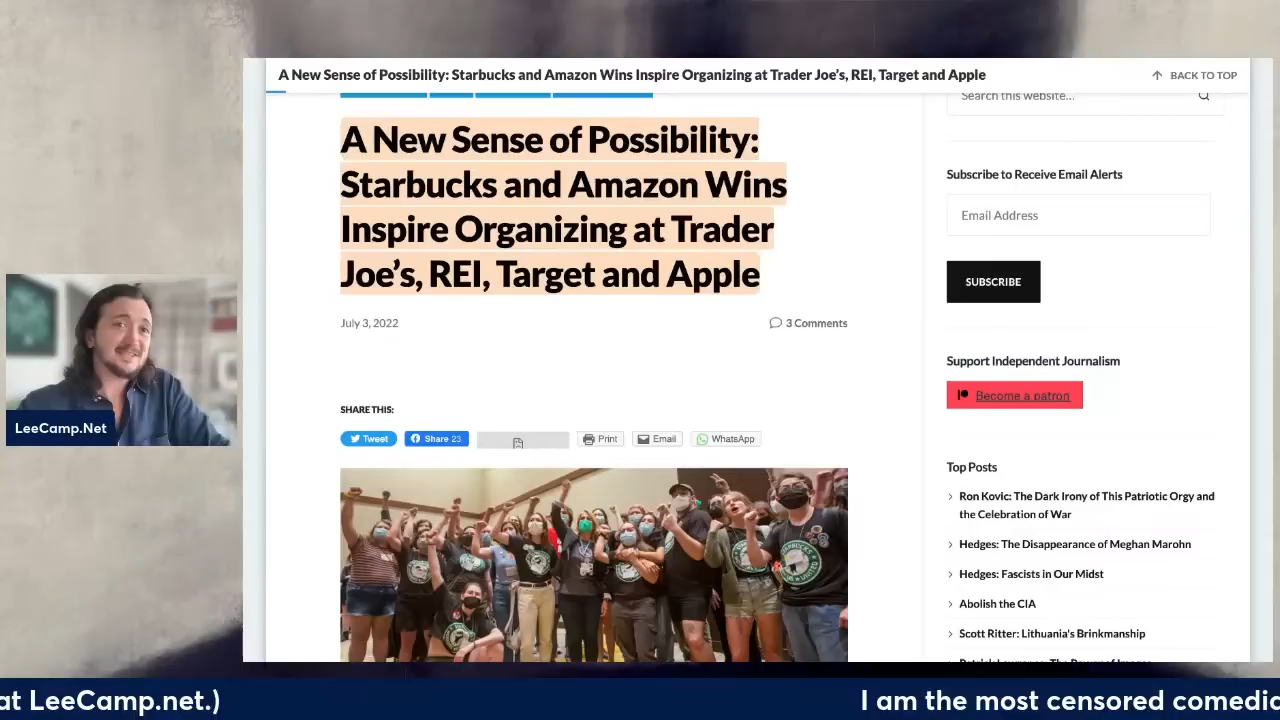 A New Sense of Possibility: Starbucks and Amazon Wins Inspire Organizing at Trader Joe's, REI, Target and Apple
BACK TO TOP
Search this website...
A New Sense of Possibility:
Starbucks and Amazon Wins
Inspire Organizing at Trader
Joe's, REI, Target and Apple
July 3, 2022
3 Comments
SHARE THIS:
Tweet
Share 23
Print
Email
WhatsApp
Subscribe to Receive Email Alerts
Email Address
SUBSCRIBE
Support Independent Journalism
Become a patron
Top Posts
Ron Kovic: The Dark Irony of This Patriotic Orgy and
the Celebration of War
Hedges: The Disappearance of Meghan Marohn
Hedges: Fascists in Our Midst
Abolish the CIA
Scott Ritter: Lithuania's Brinkmanship
LeeCamp.Net
at LeeCamp.net.)
I am the most censored comedic